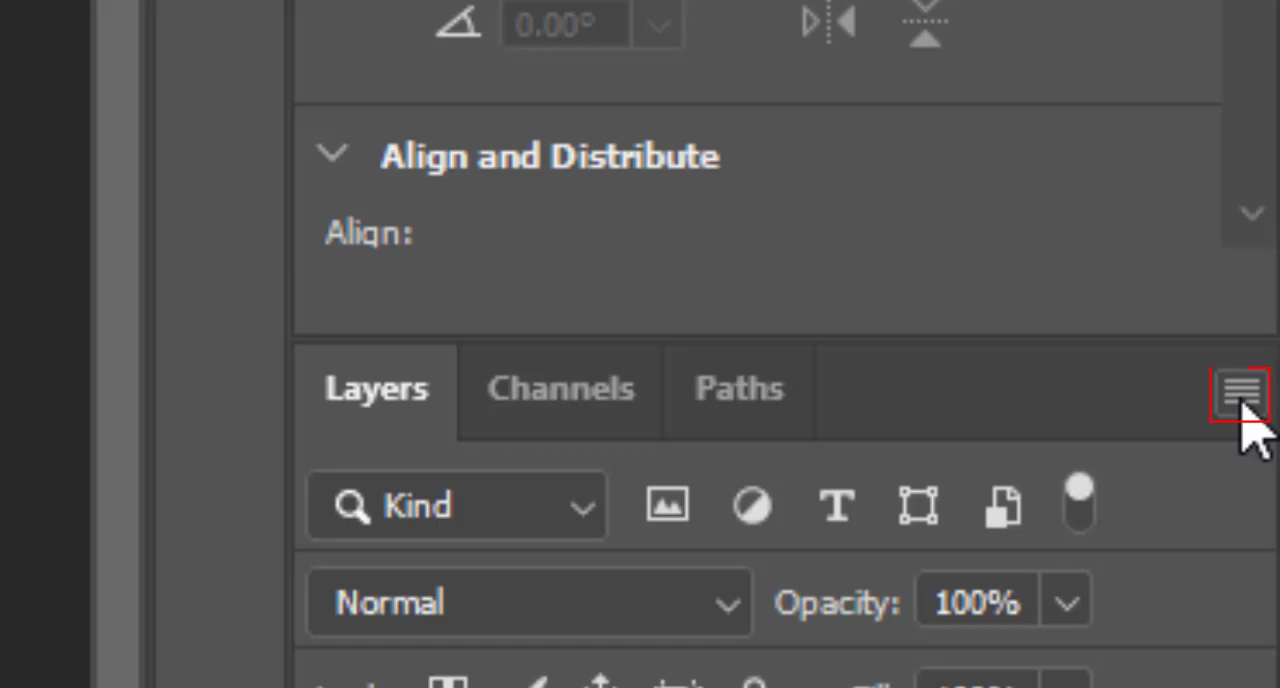 0.00°
Align and Distribute
Align:
Layers Channels Paths
Kind
Normal Opacity: 100%